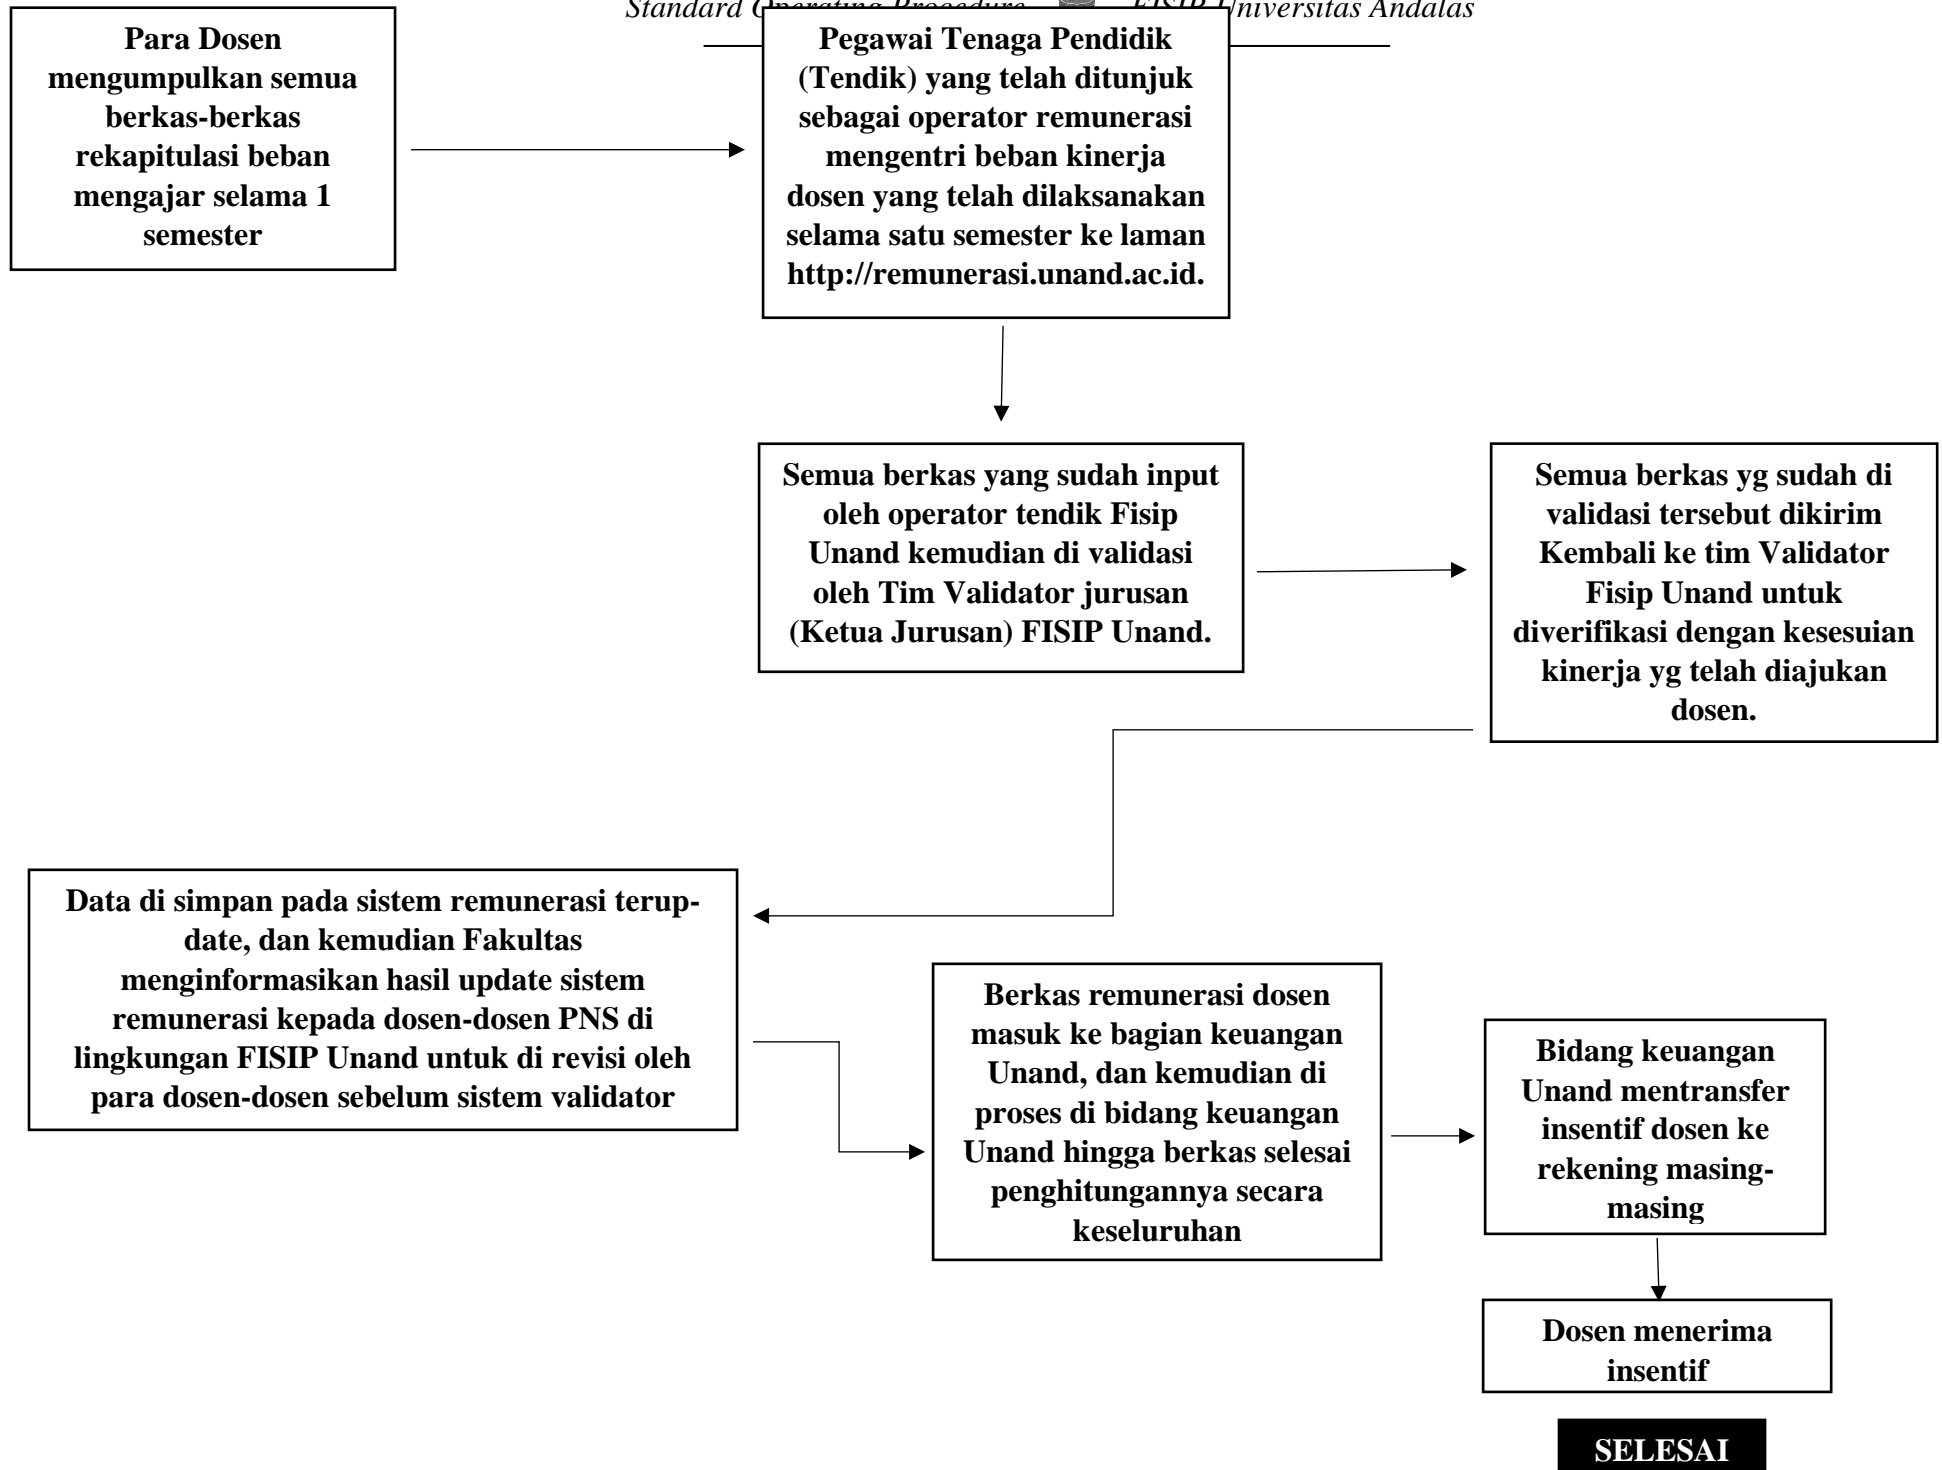 Standard Operating Procedure FISIP Universitas Andalas
Para Dosen
mengumpulkan semua
berkas-berkas
rekapitulasi beban
mengajar selama 1
semester
Pegawai Tenaga Pendidik
(Tendik) yang telah ditunjuk
sebagai operator remunerasi
mengentri beban kinerja
dosen yang telah dilaksanakan
selama satu semester ke laman
http://remunerasi.unand.ac.id.
Semua berkas yang sudah input
oleh operator tendik Fisip
Unand kemudian di validasi
oleh Tim Validator jurusan
(Ketua Jurusan) FISIP Unand.
Semua berkas yg sudah di
validasi tersebut dikirim
Kembali ke tim Validator
Fisip Unand untuk
diverifikasi dengan kesesuian
kinerja yg telah diajukan
dosen.
Data di simpan pada sistem remunerasi terup-
date, dan kemudian Fakultas
menginformasikan hasil update sistem
remunerasi kepada dosen-dosen PNS di
lingkungan FISIP Unand untuk di revisi oleh
para dosen-dosen sebelum sistem validator
Berkas remunerasi dosen
masuk ke bagian keuangan
Unand, dan kemudian di
proses di bidang keuangan
Unand hingga berkas selesai
penghitungannya secara
keseluruhan
Bidang keuangan
Unand mentransfer
insentif dosen ke
rekening masing-
masing
Dosen menerima
insentif
SELESAI